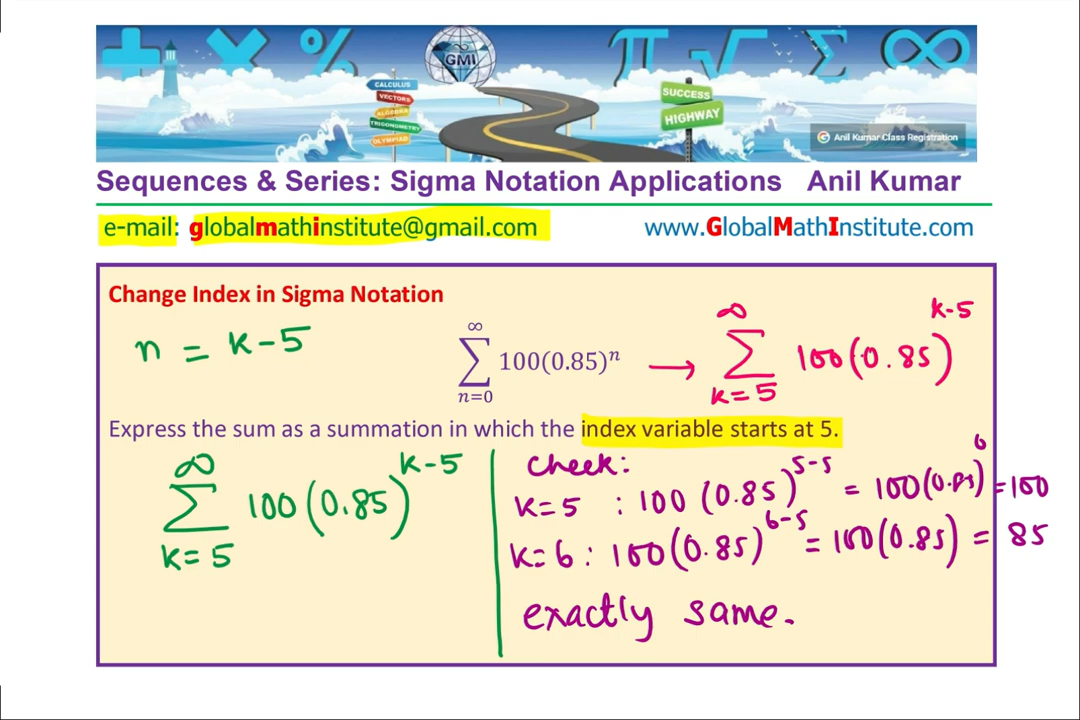 GMI
CALCULUS
VECTORS
ALGEBRA
TRIGONOMETRY
OLYMPIAD
SUCCESS
HIGHWAY
Anil Kumar Class Registration
Sequences & Series: Sigma Notation Applications Anil Kumar
e-mail: globalmathinstitute@gmail.com www.GlobalMathInstitute.com
Change Index in Sigma Notation
n = k-5
∞ ∑ n=0 100(0.85)ⁿ → ∞ ∑ k=5 100(0.85)^k-5
Express the sum as a summation in which the index variable starts at 5.
∞ ∑ k=5 100(0.85)^k-5
Check:
k=5 : 100(0.85)^5-5 = 100(0.85)^0 = 100
k=6 : 100(0.85)^6-5 = 100(0.85) = 85
exactly same.